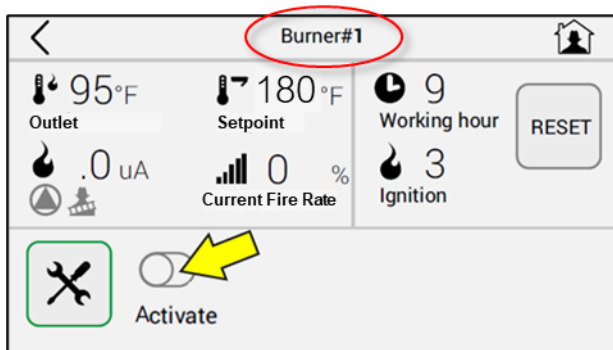 Burner#1
95°F
Outlet
180°F
Setpoint
9
Working hour
RESET
.0 uA
0 %
Current Fire Rate
3
Ignition
Activate